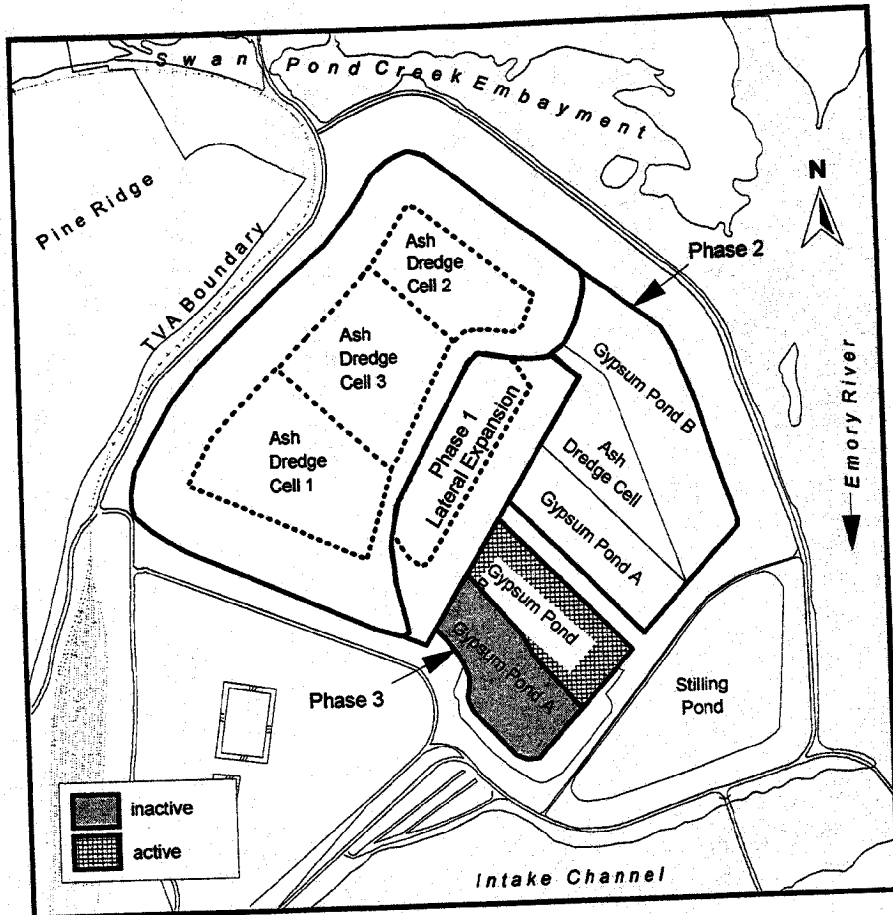 Swan Pond Creek Embayment
Pine Ridge
TVA Boundary
N
Phase 2
Ash
Dredge
Cell 2
Ash
Dredge
Cell 3
Ash
Dredge
Cell 1
Phase 1
Lateral Expansion
Gypsum Pond B
Ash
Dredge Cell
Gypsum Pond A
Emory River
Gypsum Pond
B
Gypsum Pond A
Phase 3
Stilling
Pond
inactive
active
Intake Channel